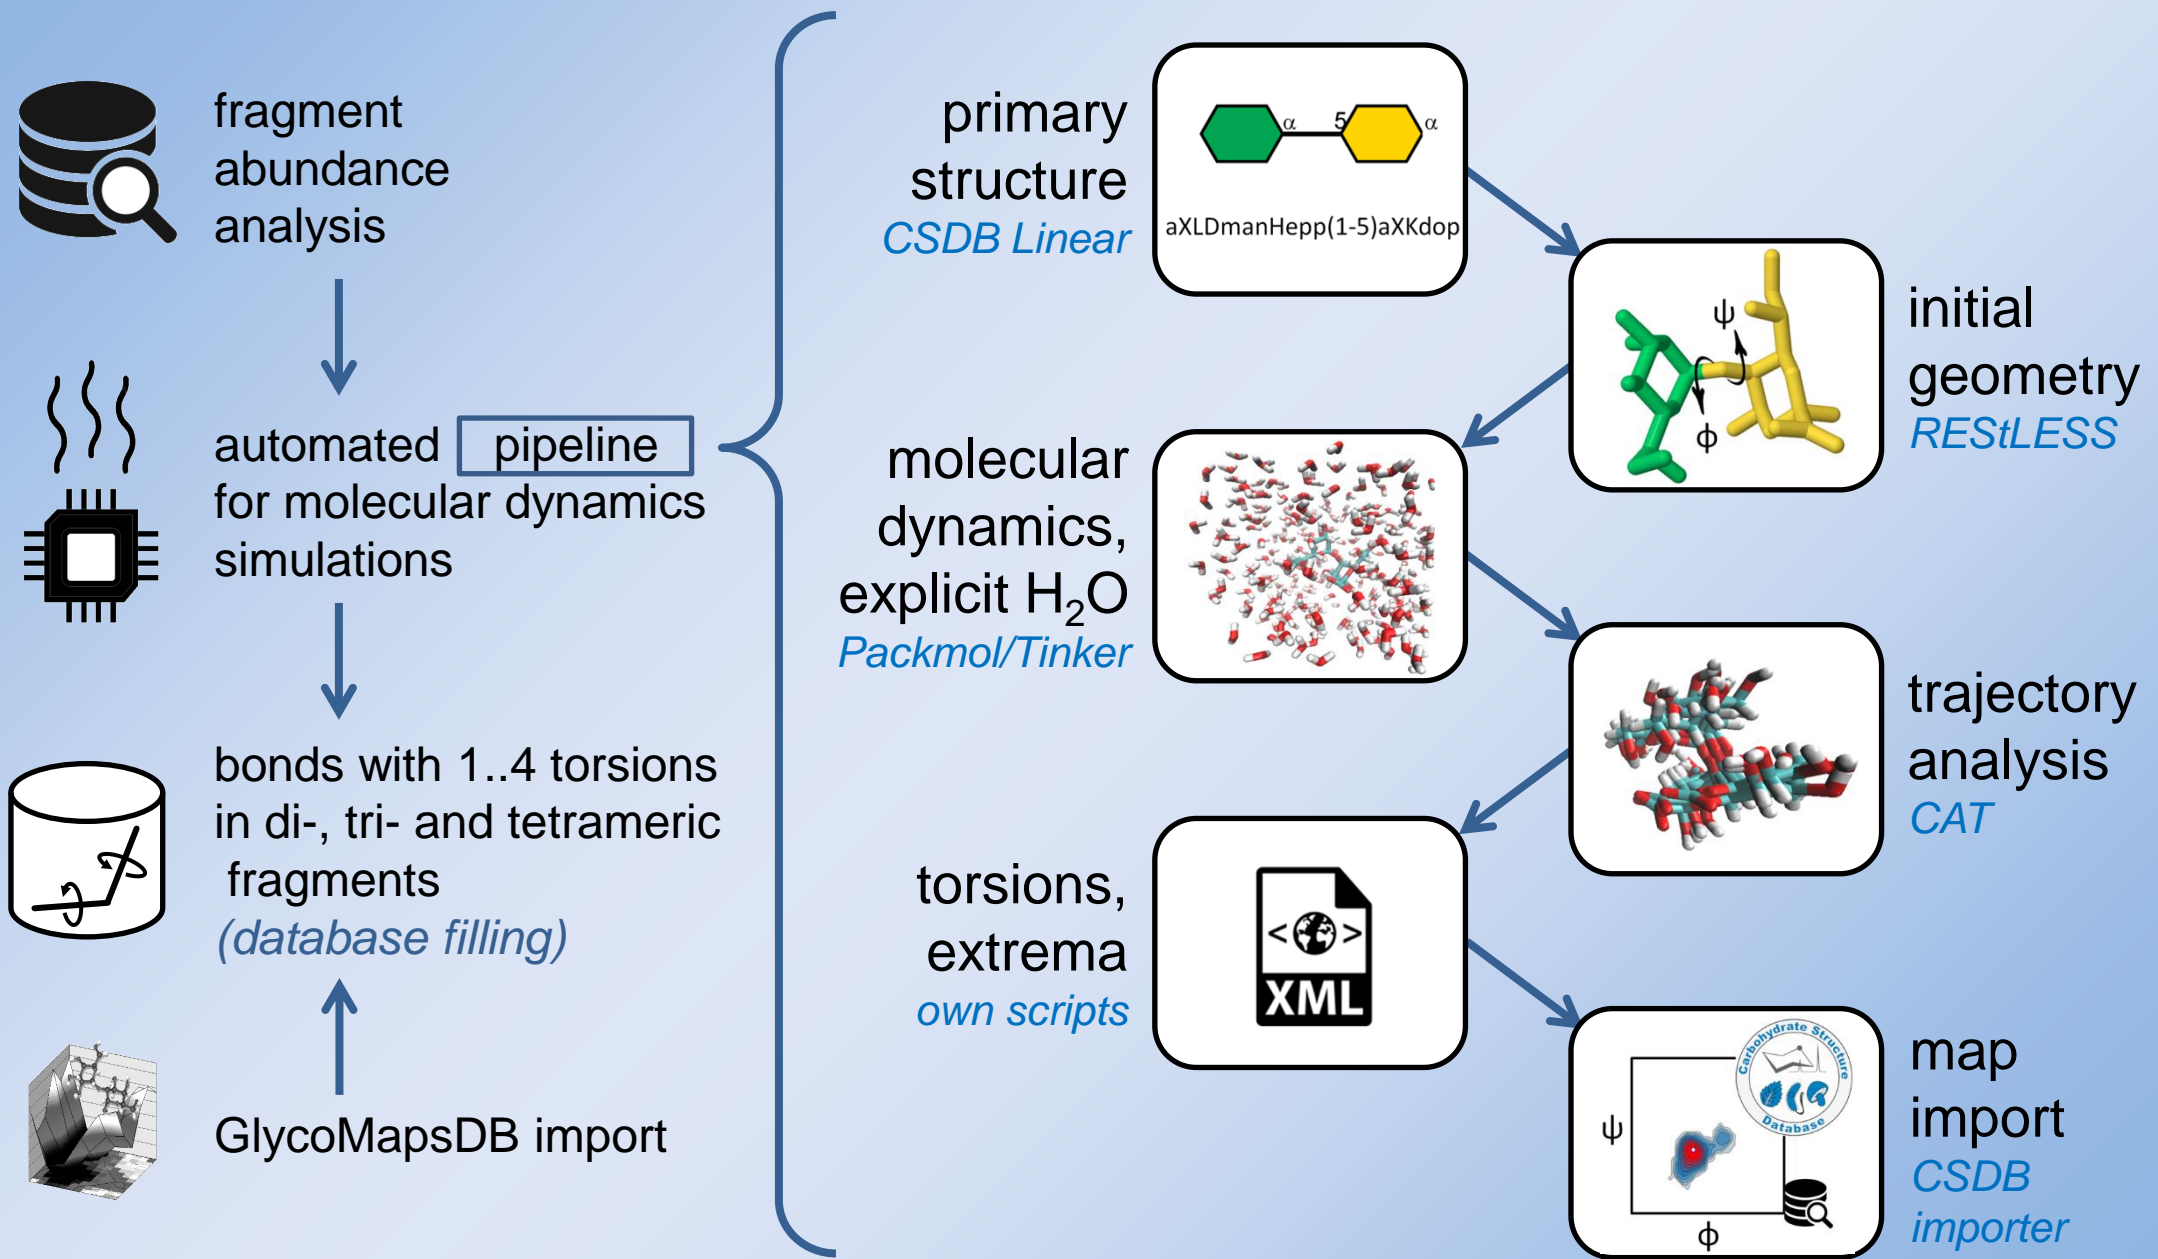 fragment
abundance
analysis
automated pipeline
for molecular dynamics
simulations
bonds with 1..4 torsions
in di-, tri- and tetrameric
fragments
(database filling)
GlycoMapsDB import
primary
structure
CSDB Linear
α 5 α
aXLDmanHepp(1-5)aXKdop
initial
geometry
REStLESS
ψ
ϕ
molecular
dynamics,
explicit H₂O
Packmol/Tinker
trajectory
analysis
CAT
torsions,
extrema
own scripts
< >
XML
map
import
CSDB
importer
Carbohydrate Structure
Database
ψ
ϕ